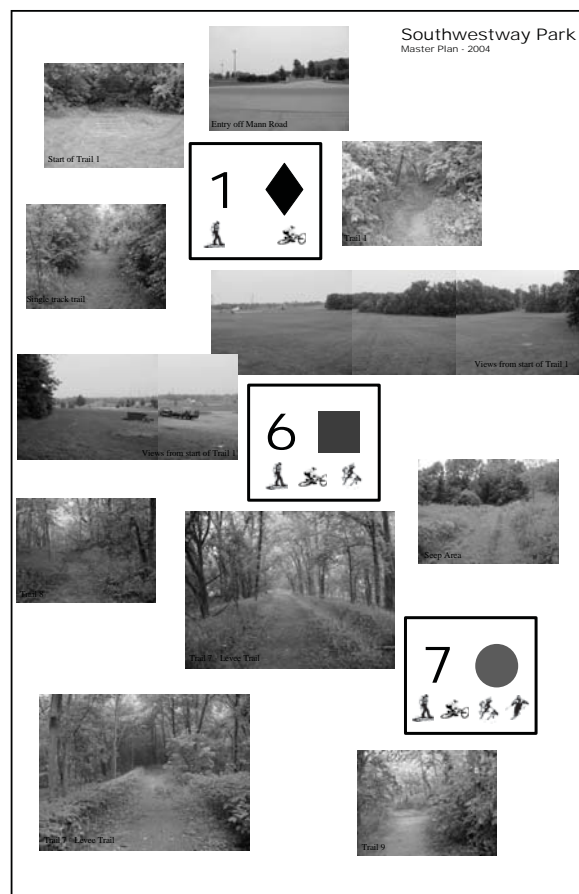 Southwestway Park
Master Plan - 2004
Entry off Mann Road
Start of Trail 1
1
Trail 1
Single track trail
Views from start of Trail 1
Views from start of Trail 1
6
Seep Area
Trail 7 Levee Trail
7
Trail 7 Levee Trail
Trail 9